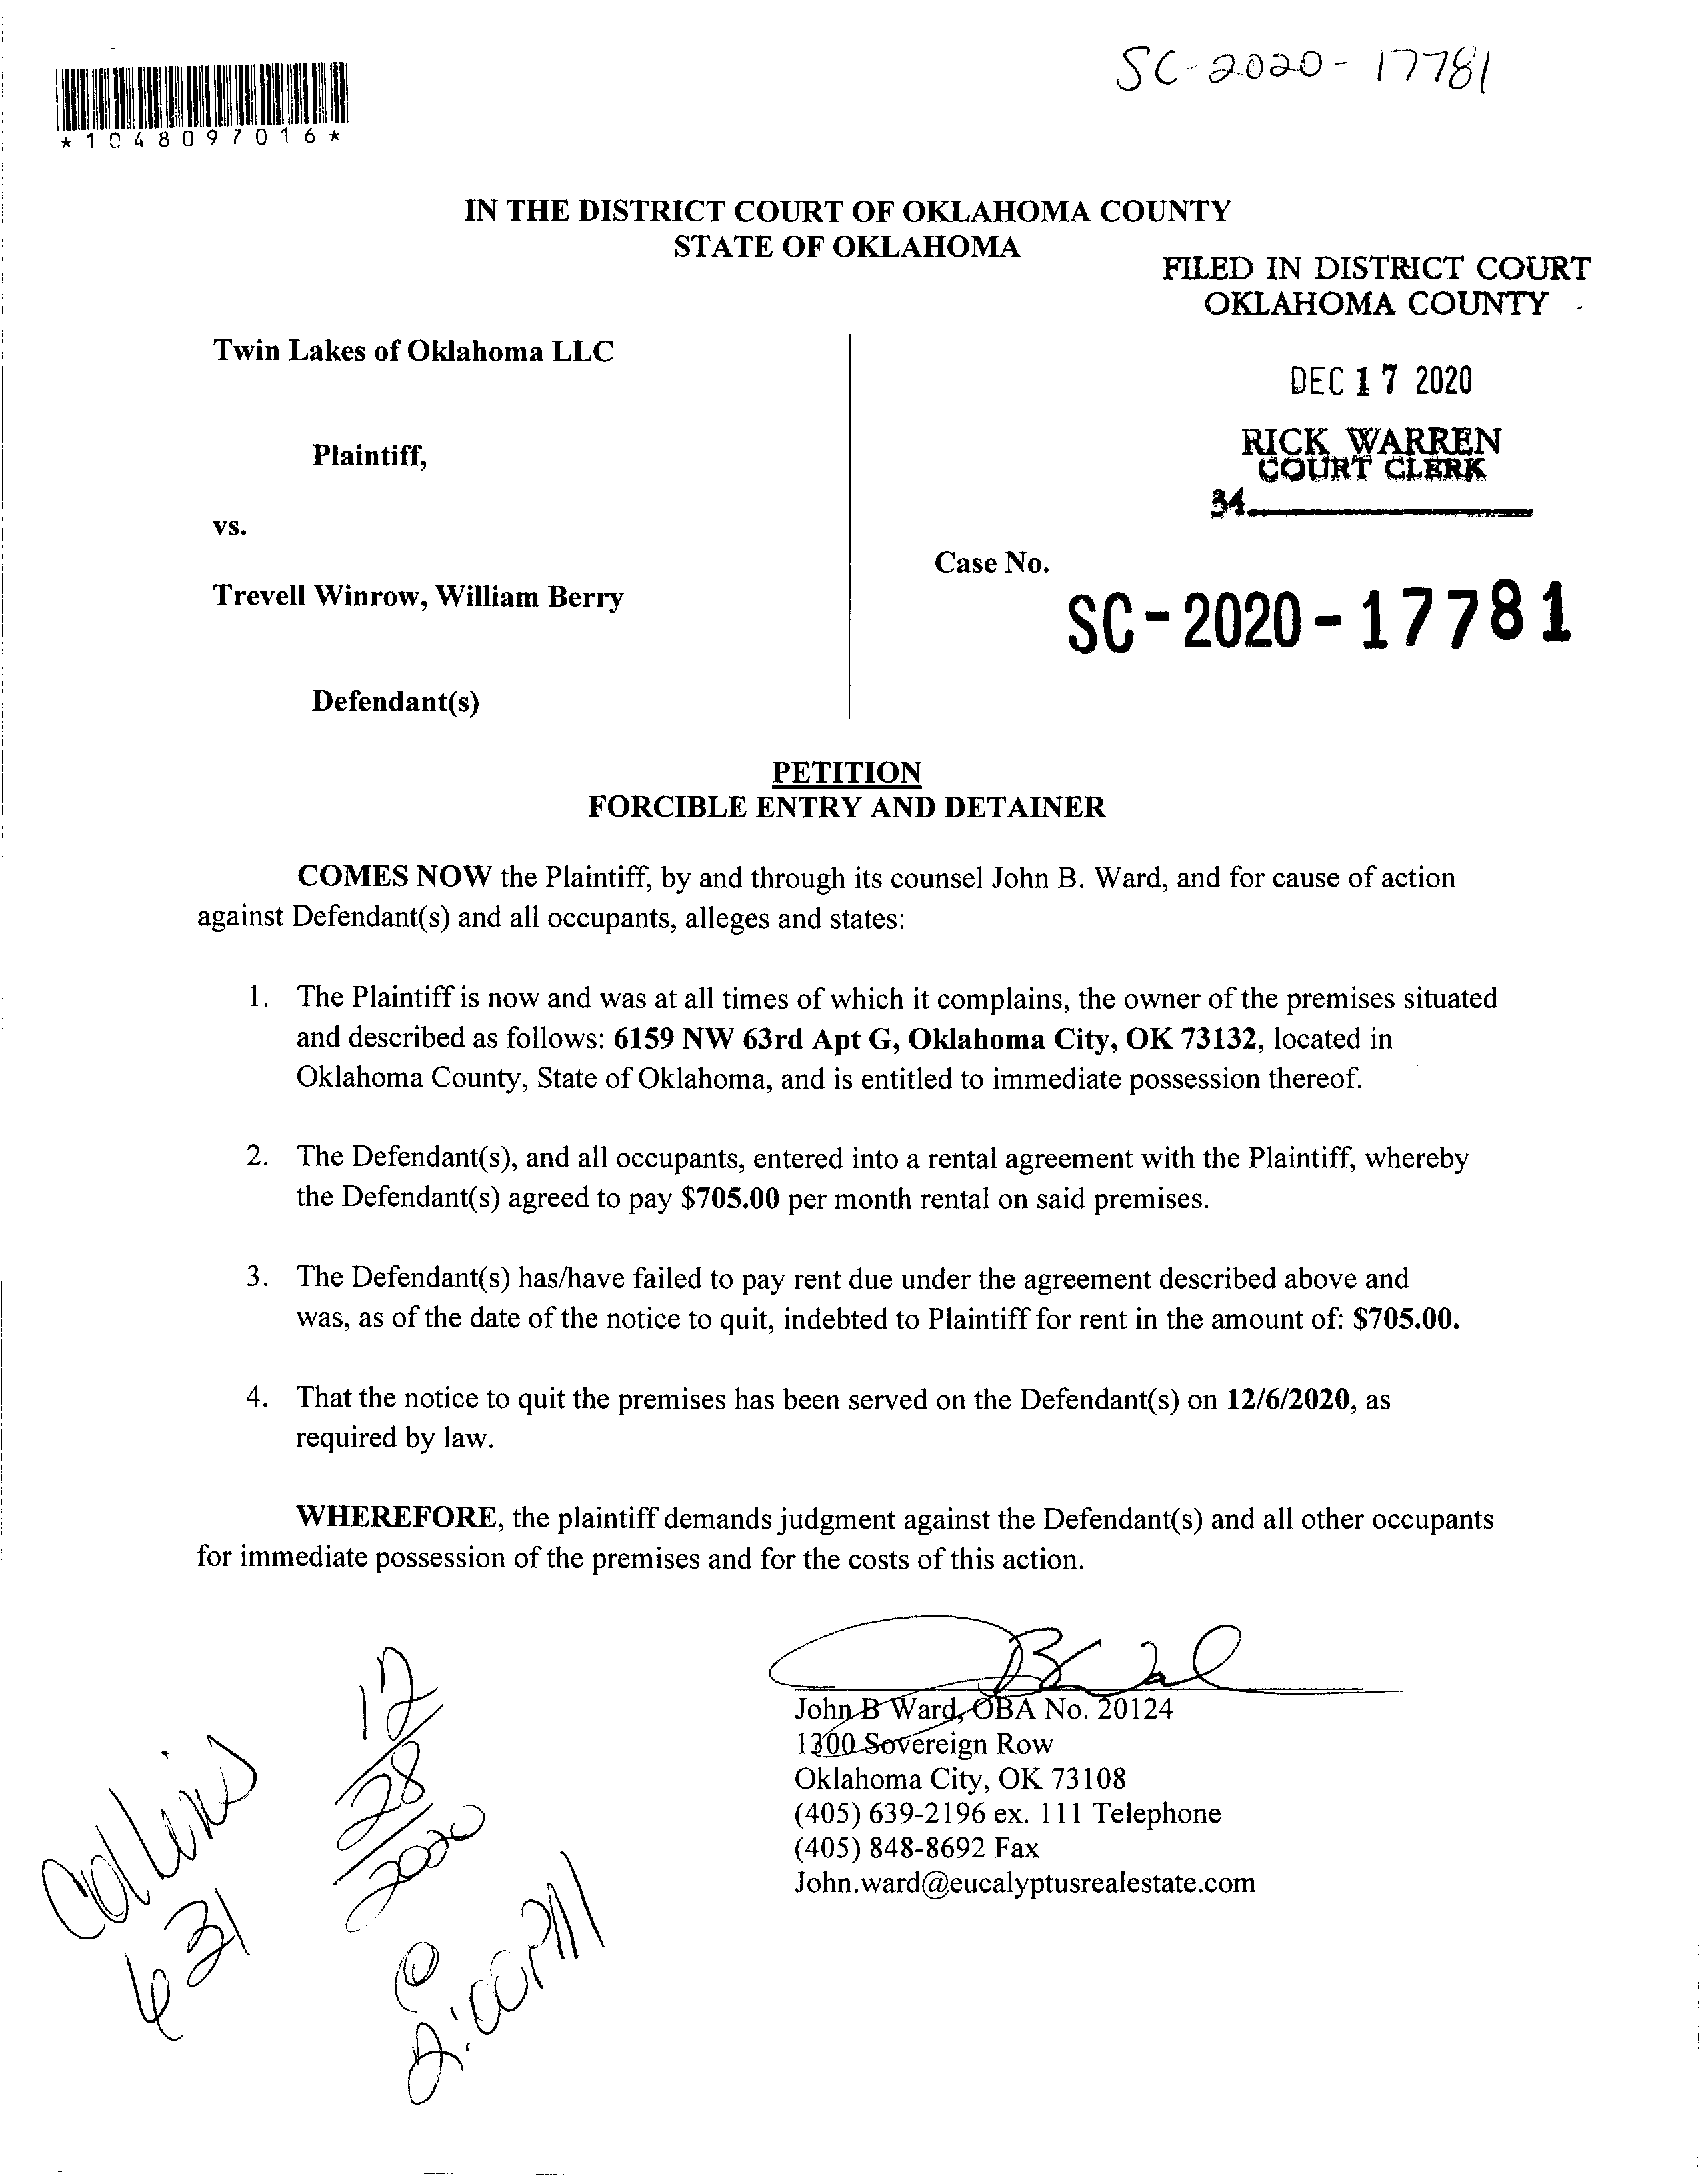 SC-2020-17781
*1048097016*
IN THE DISTRICT COURT OF OKLAHOMA COUNTY
STATE OF OKLAHOMA
FILED IN DISTRICT COURT
OKLAHOMA COUNTY
Twin Lakes of Oklahoma LLC
DEC 17 2020
RICK WARREN
COURT CLERK
Plaintiff,
34.
vs.
Case No.
Trevell Winrow, William Berry
SC-2020-17781
Defendant(s)
PETITION
FORCIBLE ENTRY AND DETAINER
COMES NOW the Plaintiff, by and through its counsel John B. Ward, and for cause of action
against Defendant(s) and all occupants, alleges and states:
1. The Plaintiff is now and was at all times of which it complains, the owner of the premises situated
and described as follows: 6159 NW 63rd Apt G, Oklahoma City, OK 73132, located in
Oklahoma County, State of Oklahoma, and is entitled to immediate possession thereof.
2. The Defendant(s), and all occupants, entered into a rental agreement with the Plaintiff, whereby
the Defendant(s) agreed to pay $705.00 per month rental on said premises.
3. The Defendant(s) has/have failed to pay rent due under the agreement described above and
was, as of the date of the notice to quit, indebted to Plaintiff for rent in the amount of: $705.00.
4. That the notice to quit the premises has been served on the Defendant(s) on 12/6/2020, as
required by law.
WHEREFORE, the plaintiff demands judgment against the Defendant(s) and all other occupants
for immediate possession of the premises and for the costs of this action.
John B Ward, OBA No. 20124
1300 Sovereign Row
Oklahoma City, OK 73108
(405) 639-2196 ex. 111 Telephone
(405) 848-8692 Fax
John.ward@eucalyptusrealestate.com
Collins
631
12/28/2020
@
2:00